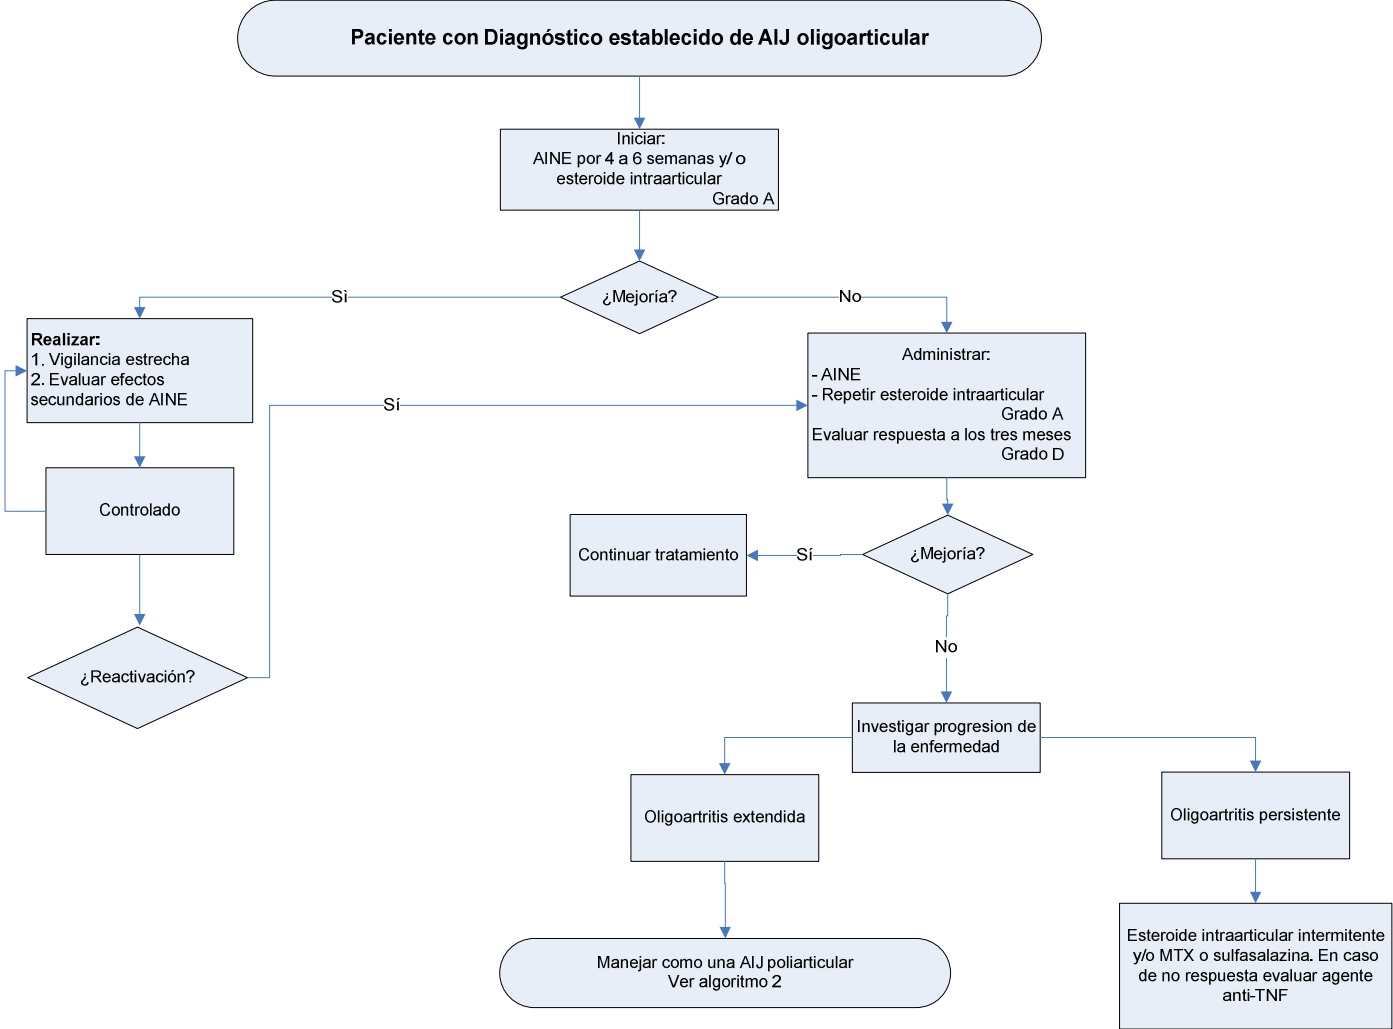 Paciente con Diagnóstico establecido de AIJ oligoarticular
Iniciar:
AINE por 4 a 6 semanas y/ o
esteroide intraarticular
Grado A
¿Mejoría?
Sì
No
Realizar:
1. Vigilancia estrecha
2. Evaluar efectos
secundarios de AINE
Administrar:
- AINE
- Repetir esteroide intraarticular
Grado A
Evaluar respuesta a los tres meses
Grado D
Sí
Controlado
¿Reactivación?
¿Mejoría?
Sí
Continuar tratamiento
No
Investigar progresion de
la enfermedad
Oligoartritis extendida
Oligoartritis persistente
Manejar como una AIJ poliarticular
Ver algoritmo 2
Esteroide intraarticular intermitente
y/o MTX o sulfasalazina. En caso
de no respuesta evaluar agente
anti-TNF